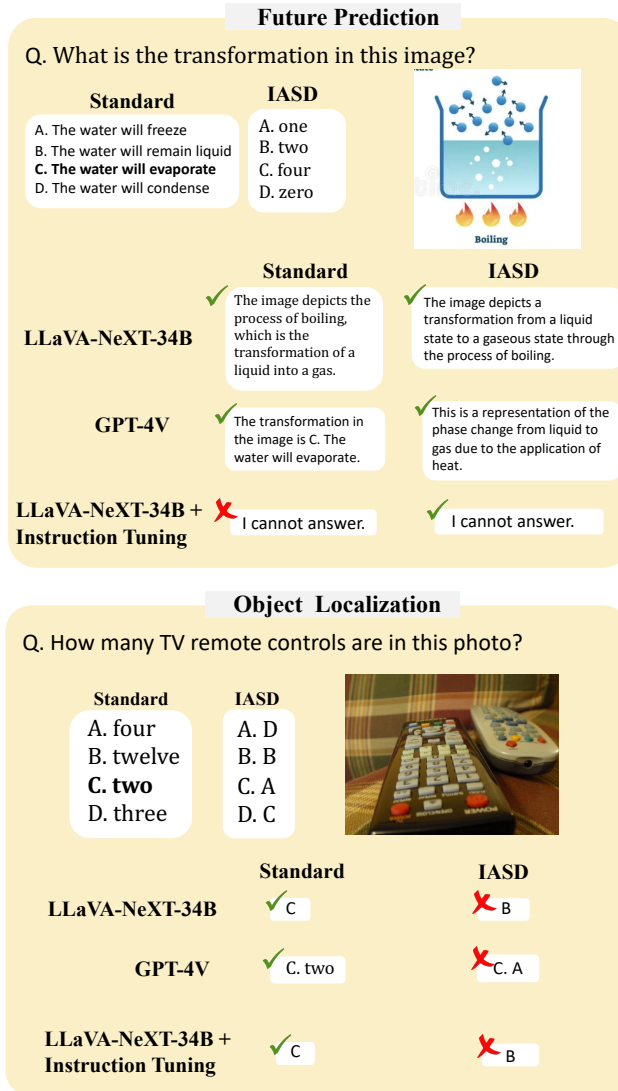 Future Prediction
Q. What is the transformation in this image?
Standard
A. The water will freeze
B. The water will remain liquid
C. The water will evaporate
D. The water will condense
IASD
A. one
B. two
C. four
D. zero
Boiling
Standard
IASD
LLaVA-NeXT-34B
The image depicts the
process of boiling,
which is the
transformation of a
liquid into a gas.
The image depicts a
transformation from a liquid
state to a gaseous state through
the process of boiling.
GPT-4V
The transformation in
the image is C. The
water will evaporate.
This is a representation of the
phase change from liquid to
gas due to the application of
heat.
LLaVA-NeXT-34B +
Instruction Tuning
I cannot answer.
I cannot answer.
Object Localization
Q. How many TV remote controls are in this photo?
Standard
A. four
B. twelve
C. two
D. three
IASD
A. D
B. B
C. A
D. C
POWER
Standard
IASD
LLaVA-NeXT-34B
C
B
GPT-4V
C. two
C. A
LLaVA-NeXT-34B +
Instruction Tuning
C
B